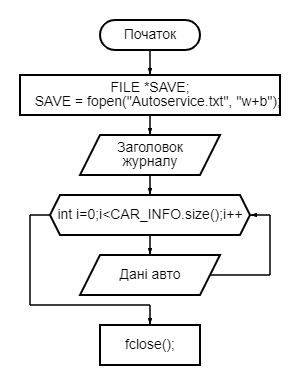 Початок
FILE *SAVE;
SAVE = fopen("Autoservice.txt", "w+b");
Заголовок
журналу
int i=0;i<CAR_INFO.size();i++
Дані авто
fclose();